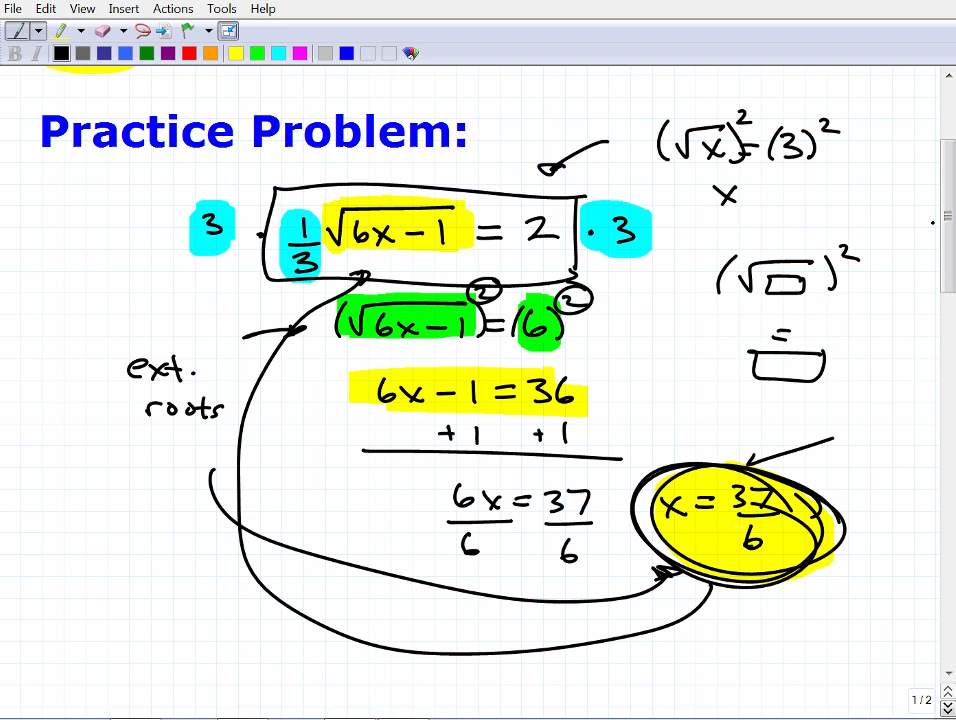 File Edit View Insert Actions Tools Help
B I
Practice Problem:
(√x)² = (3)²
x
3 · 1/3 √6x − 1 = 2 · 3
(√☐)²
=
☐
(√6x − 1)² = (6)²
ext.
roots
6x − 1 = 36
+ 1 + 1
6x = 37
6 6
x = 37/6
1 / 2